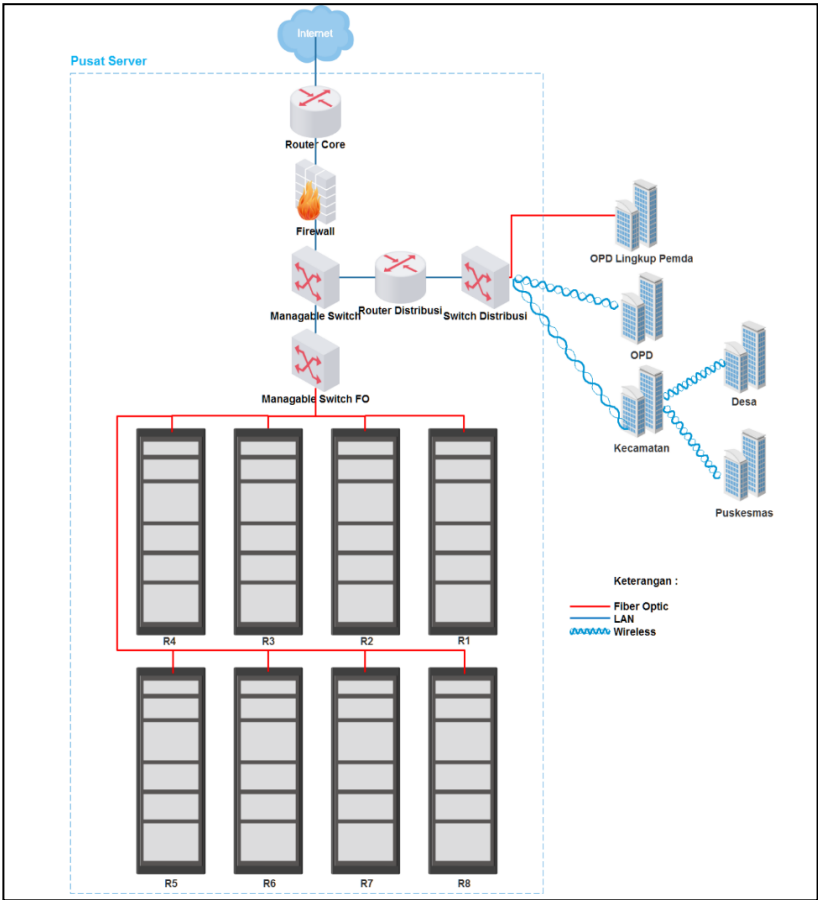 Internet
Pusat Server
Router Core
Firewall
OPD Lingkup Pemda
Managable Switch
Router Distribusi
Switch Distribusi
OPD
Managable Switch FO
Desa
Kecamatan
Puskesmas
Keterangan :
Fiber Optic
LAN
Wireless
R4
R3
R2
R1
R5
R6
R7
R8